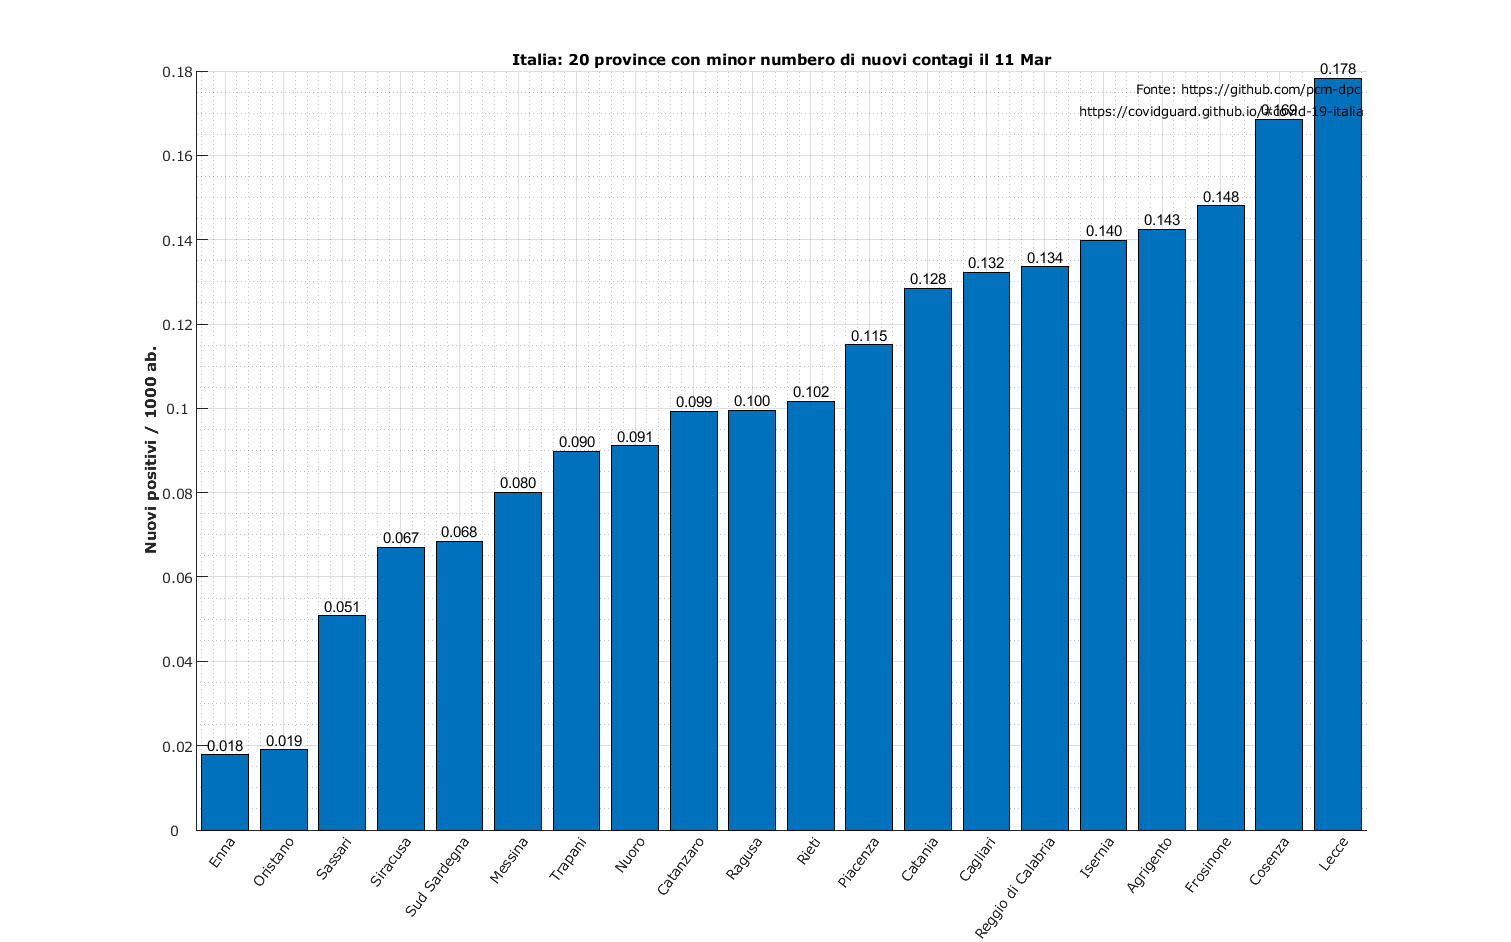 Italia: 20 province con minor numbero di nuovi contagi il 11 Mar
Fonte: https://github.com/pcm-dpc
https://covidguard.github.io/#covid-19-italia
Nuovi positivi / 1000 ab.
0.18
0.16
0.14
0.12
0.1
0.08
0.06
0.04
0.02
0
0.018
0.019
0.051
0.067
0.068
0.080
0.090
0.091
0.099
0.100
0.102
0.115
0.128
0.132
0.134
0.140
0.143
0.148
0.169
0.178
Enna
Oristano
Sassari
Siracusa
Sud Sardegna
Messina
Trapani
Nuoro
Catanzaro
Ragusa
Rieti
Piacenza
Catania
Cagliari
Reggio di Calabria
Isernia
Agrigento
Frosinone
Cosenza
Lecce